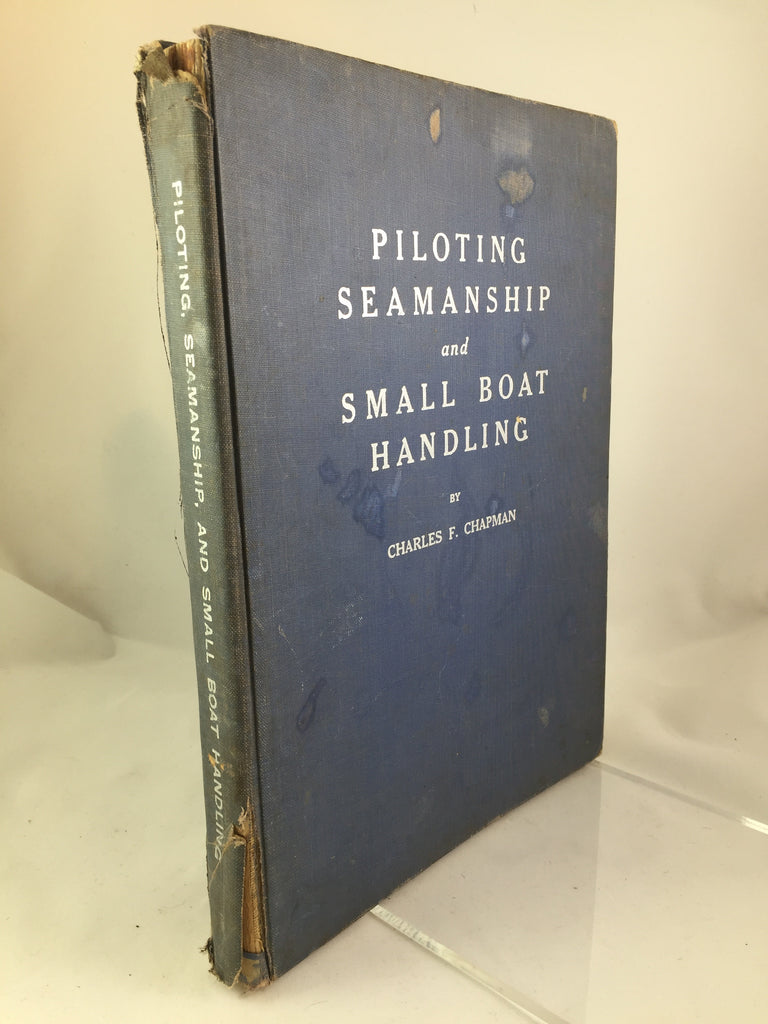 PILOTING, SEAMANSHIP, AND SMALL BOAT HANDLING
PILOTING
SEAMANSHIP
and
SMALL BOAT
HANDLING
BY
CHARLES F. CHAPMAN